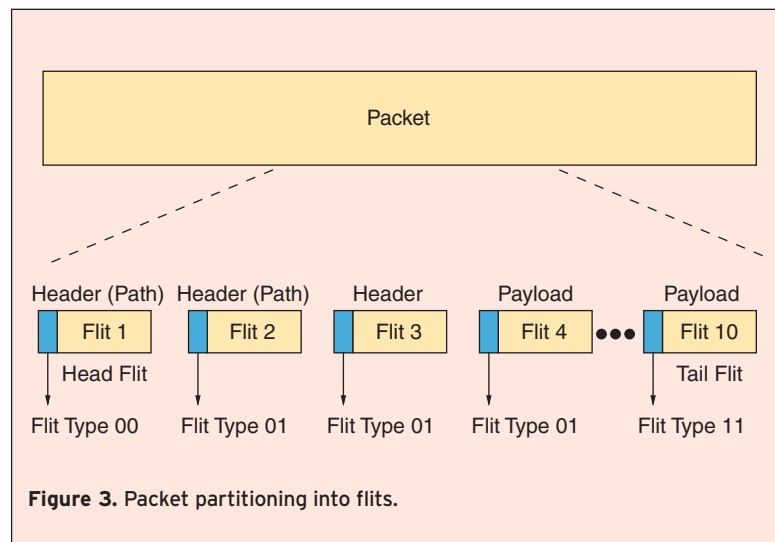 Packet
Header (Path) Header (Path) Header Payload Payload
Flit 1 Flit 2 Flit 3 Flit 4 Flit 10
Head Flit Tail Flit
Flit Type 00 Flit Type 01 Flit Type 01 Flit Type 01 Flit Type 11
Figure 3. Packet partitioning into flits.